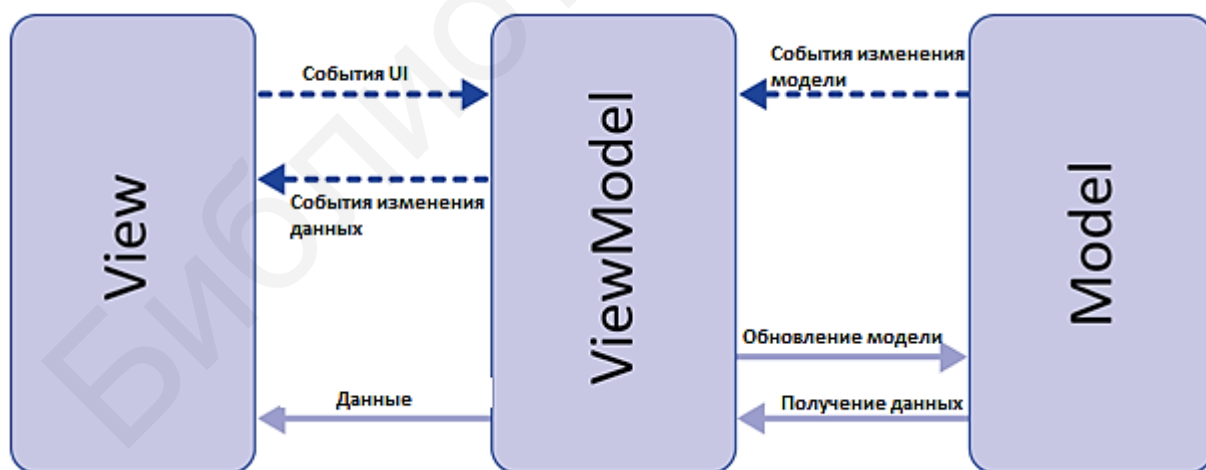 События UI
События изменения
модели
View
События изменения
данных
ViewModel
Model
Обновление модели
Данные
Получение данных